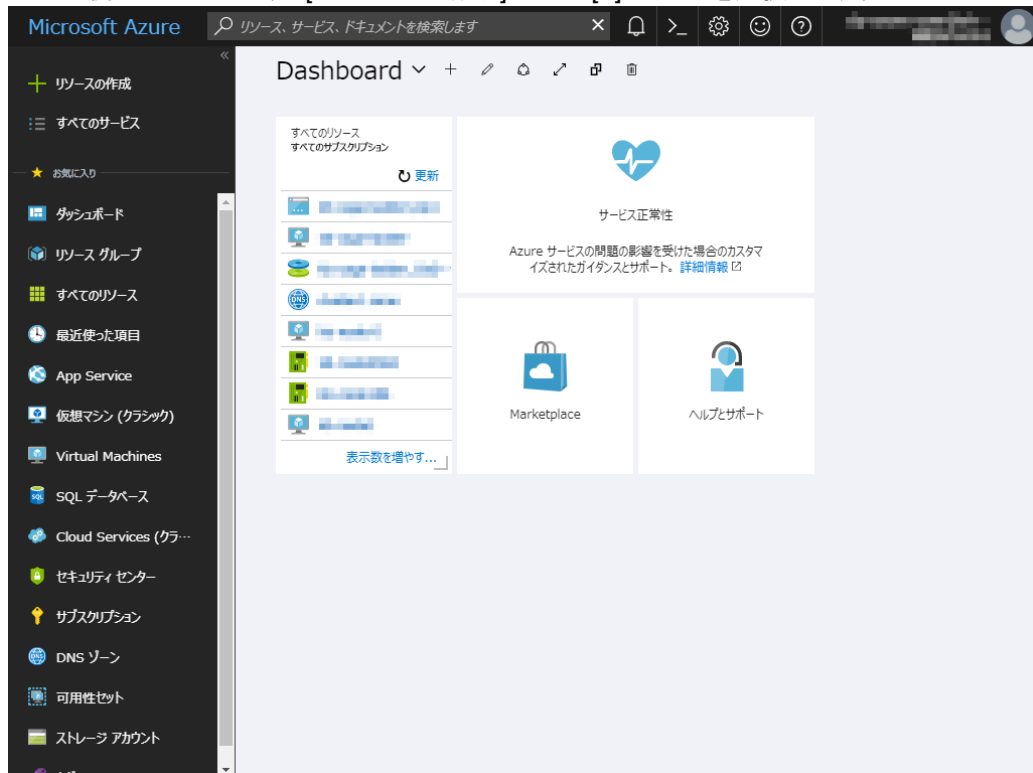 Microsoft Azure
リソース、サービス、ドキュメントを検索します
Dashboard
リソースの作成
すべてのサービス
お気に入り
ダッシュボード
リソース グループ
すべてのリソース
最近使った項目
App Service
仮想マシン (クラシック)
Virtual Machines
SQL データベース
Cloud Services (クラ…
セキュリティ センター
サブスクリプション
DNS ゾーン
可用性セット
ストレージ アカウント
すべてのリソース
すべてのサブスクリプション
更新
表示数を増やす...
サービス正常性
Azure サービスの問題の影響を受けた場合のカスタマ
イズされたガイダンスとサポート。詳細情報
Marketplace
ヘルプとサポート